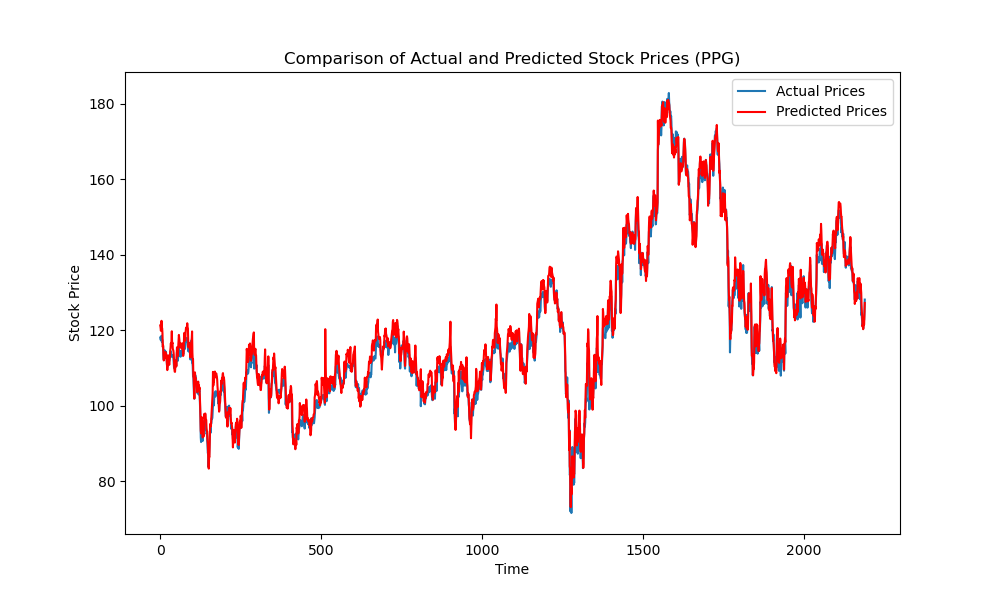 Comparison of Actual and Predicted Stock Prices (PPG)
Actual Prices
Predicted Prices
180
160
140
120
100
80
Stock Price
0 500 1000 1500 2000
Time